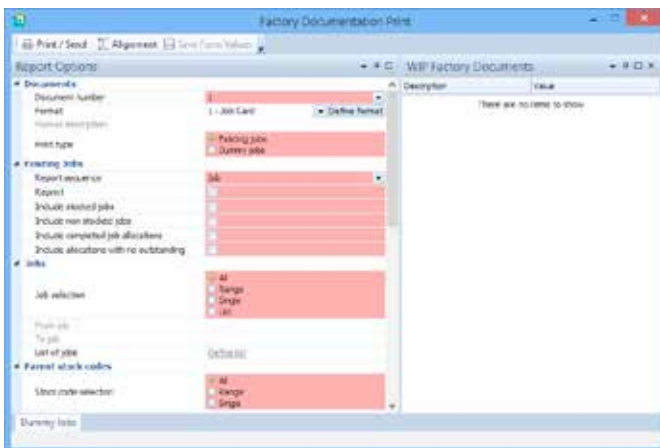 Factory Documentation Print
Print / Send Alignment Save Form Values
Report Options
WIP Factory Documents
Documents
Document number 1
Format 1 - Job Card Define format
Format description
Print type
Existing jobs
Dummy jobs
Existing Jobs
Report sequence Job
Reprint
Include stocked jobs
Include non stocked jobs
Include completed job allocations
Include allocations with no outstanding
Jobs
Job selection
All
Range
Single
List
From job
To job
List of jobs Define list
Parent stock codes
Stock code selection
All
Range
Single
Description Value
There are no items to show
Dummy Jobs